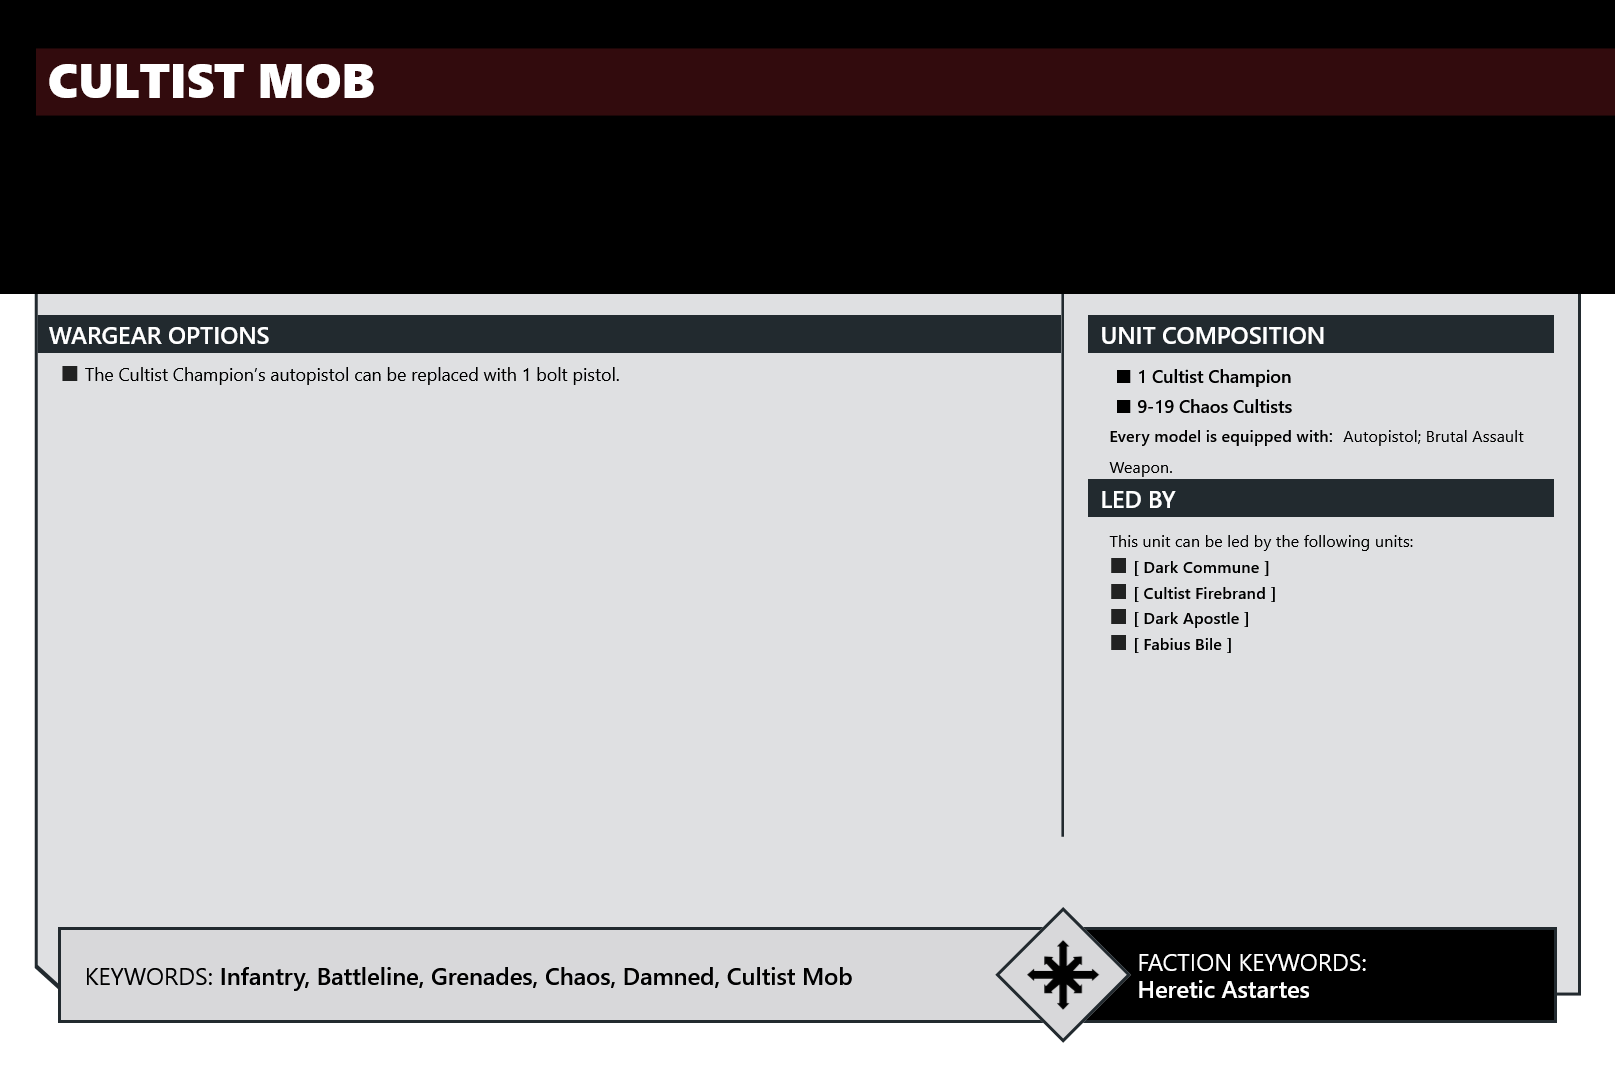 CULTIST MOB
WARGEAR OPTIONS
The Cultist Champion’s autopistol can be replaced with 1 bolt pistol.
UNIT COMPOSITION
1 Cultist Champion
9-19 Chaos Cultists
Every model is equipped with: Autopistol; Brutal Assault
Weapon.
LED BY
This unit can be led by the following units:
[ Dark Commune ]
[ Cultist Firebrand ]
[ Dark Apostle ]
[ Fabius Bile ]
KEYWORDS: Infantry, Battleline, Grenades, Chaos, Damned, Cultist Mob
FACTION KEYWORDS:
Heretic Astartes